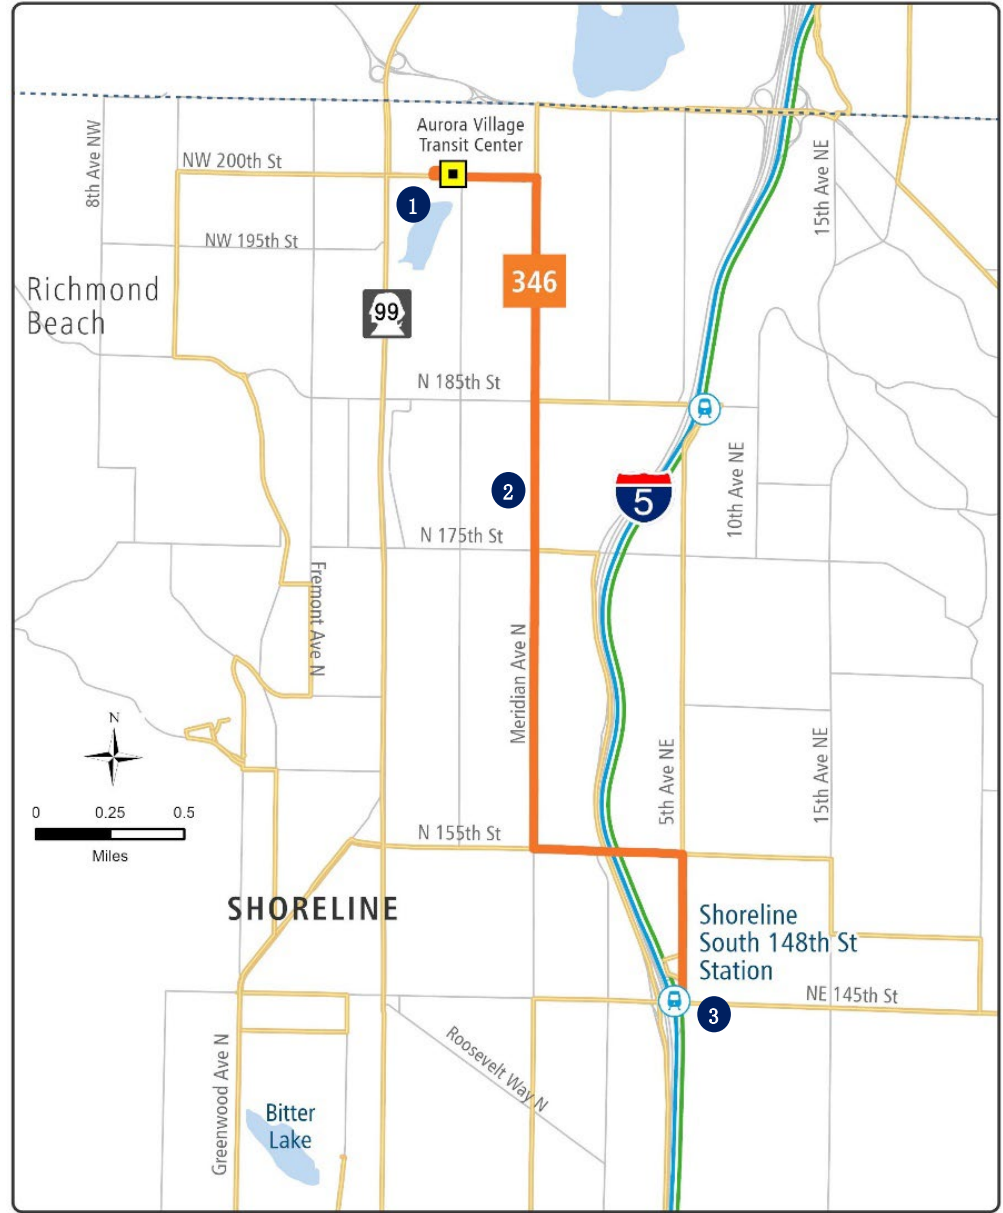 Aurora Village
Transit Center
8th Ave NW
NW 200th St
15th Ave NE
1
NW 195th St
346
Richmond
Beach
99
N 185th St
2
5
10th Ave NE
N 175th St
Fremont Ave N
Meridian Ave N
N
5th Ave NE
15th Ave NE
0 0.25 0.5
Miles
N 155th St
SHORELINE
Shoreline
South 148th St
Station
NE 145th St
3
Roosevelt Way N
Greenwood Ave N
Bitter
Lake